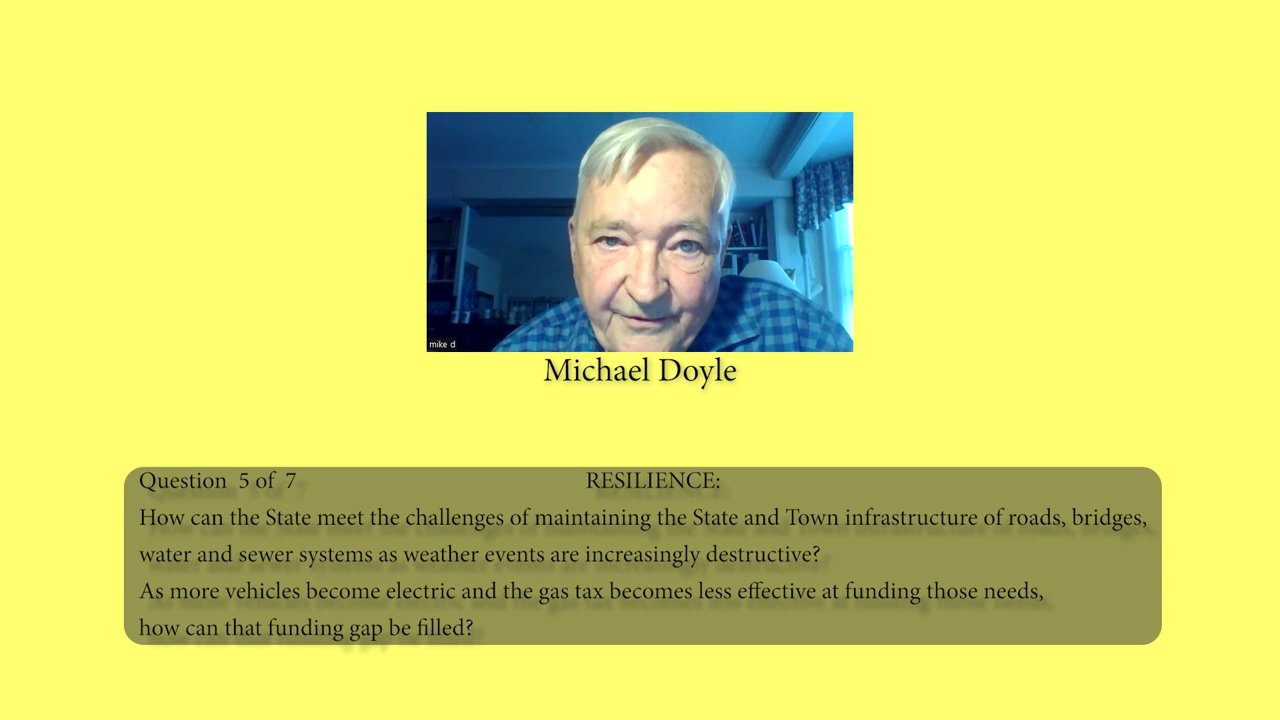 mike d
Michael Doyle
Question 5 of 7 RESILIENCE:
How can the State meet the challenges of maintaining the State and Town infrastructure of roads, bridges,
water and sewer systems as weather events are increasingly destructive?
As more vehicles become electric and the gas tax becomes less effective at funding those needs,
how can that funding gap be filled?